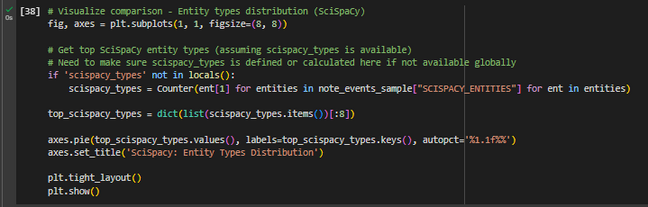 [38] # Visualize comparison - Entity types distribution (SciSpaCy)
0s fig, axes = plt.subplots(1, 1, figsize=(8, 8))
# Get top SciSpaCy entity types (assuming scispacy_types is available)
# Need to make sure scispacy_types is defined or calculated here if not available globally
if 'scispacy_types' not in locals():
    scispacy_types = Counter(ent[1] for entities in note_events_sample["SCISPACY_ENTITIES"] for ent in entities)
top_scispacy_types = dict(list(scispacy_types.items())[:8])
axes.pie(top_scispacy_types.values(), labels=top_scispacy_types.keys(), autopct='%1.1f%%')
axes.set_title('SciSpacy: Entity Types Distribution')
plt.tight_layout()
plt.show()